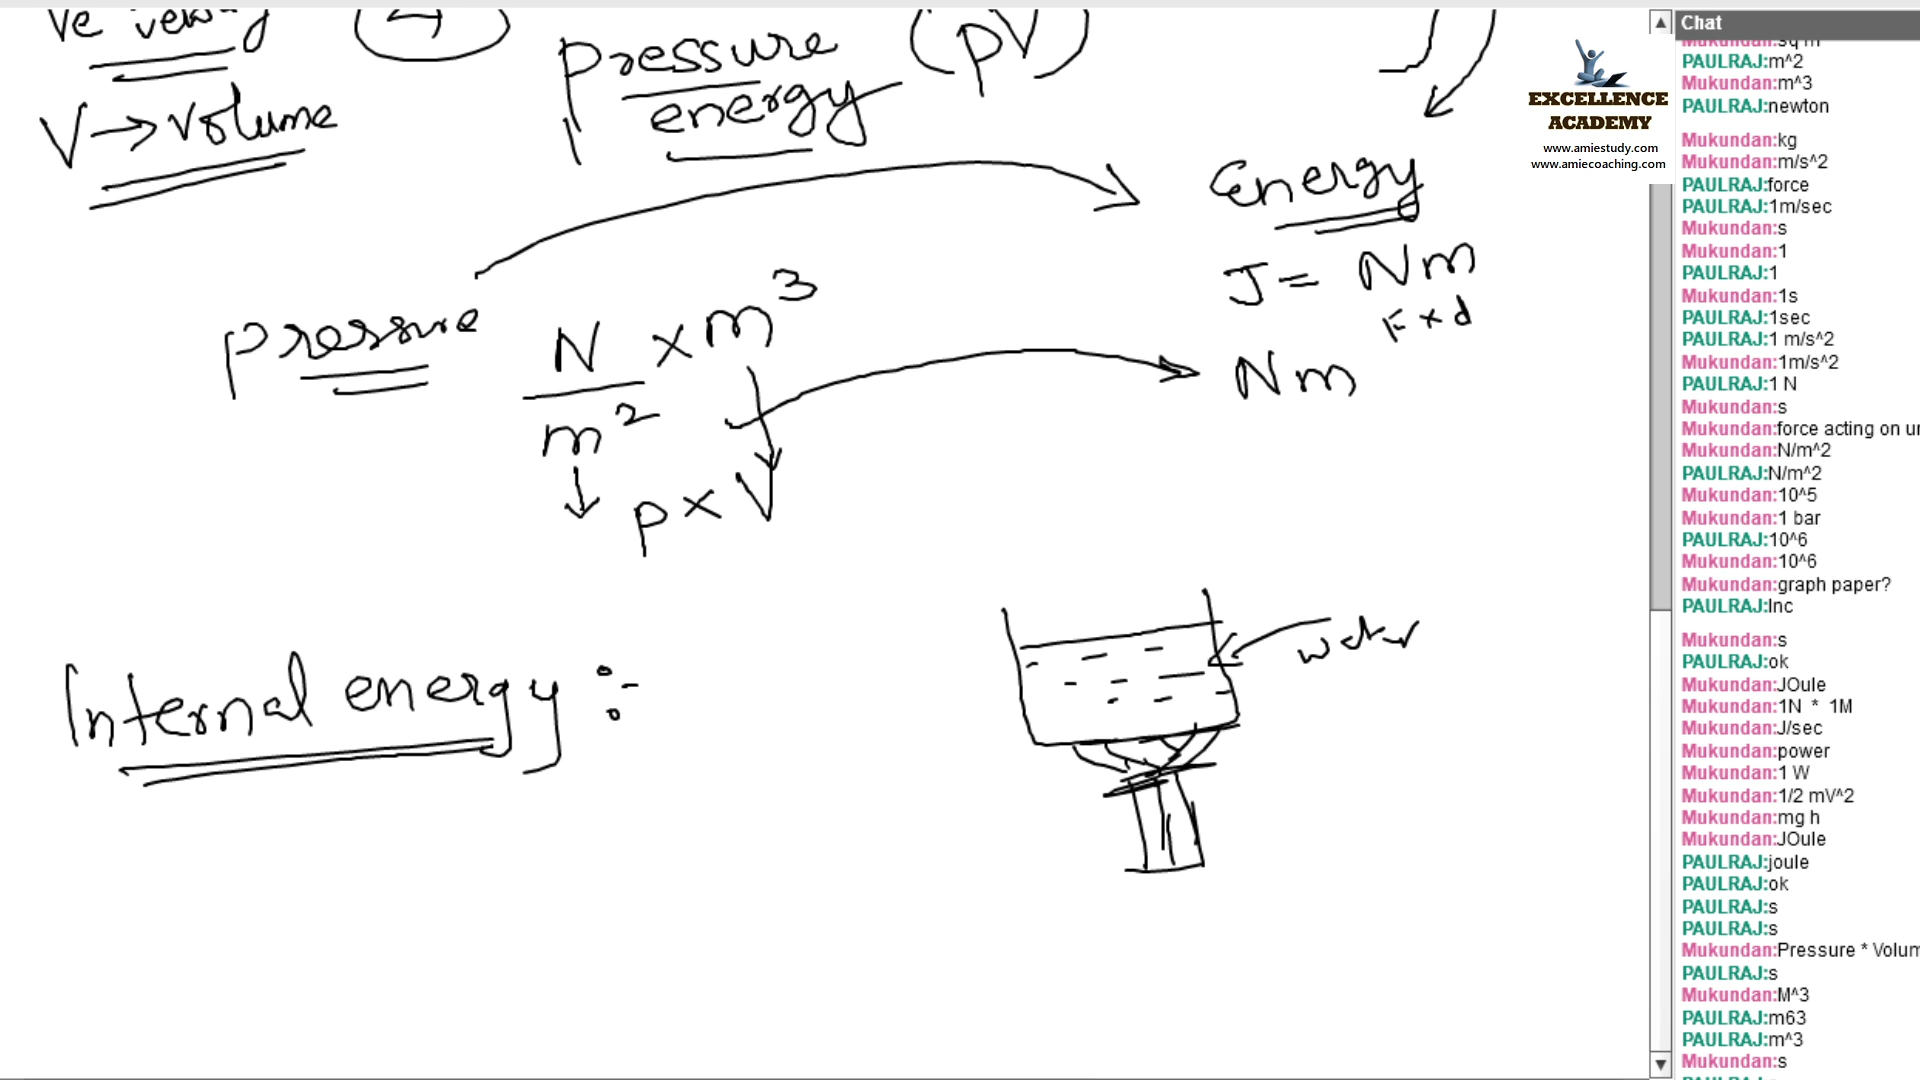 4 Pressure (pV)
V → Volume
energy
Energy
J = Nm
F x d
Pressure N/m² × m³
Nm
p × V
Internal energy :-
water
EXCELLENCE
ACADEMY
www.amiestudy.com
www.amiecoaching.com
Chat
Mukundan:sq m
PAULRAJ:m^2
Mukundan:m^3
PAULRAJ:newton
Mukundan:kg
Mukundan:m/s^2
PAULRAJ:force
PAULRAJ:1m/sec
Mukundan:s
Mukundan:1
PAULRAJ:1
Mukundan:1s
PAULRAJ:1sec
PAULRAJ:1 m/s^2
Mukundan:1m/s^2
PAULRAJ:1 N
Mukundan:s
Mukundan:force acting on
Mukundan:N/m^2
PAULRAJ:N/m^2
Mukundan:10^5
Mukundan:1 bar
PAULRAJ:10^6
Mukundan:10^6
Mukundan:graph paper?
PAULRAJ:Inc
Mukundan:s
PAULRAJ:ok
Mukundan:JOule
Mukundan:1N * 1M
Mukundan:J/sec
Mukundan:power
Mukundan:1 W
Mukundan:1/2 mV^2
Mukundan:mg h
Mukundan:JOule
PAULRAJ:joule
PAULRAJ:ok
PAULRAJ:s
PAULRAJ:s
Mukundan:Pressure * Volum
PAULRAJ:s
Mukundan:M^3
PAULRAJ:m63
PAULRAJ:m^3
Mukundan:s